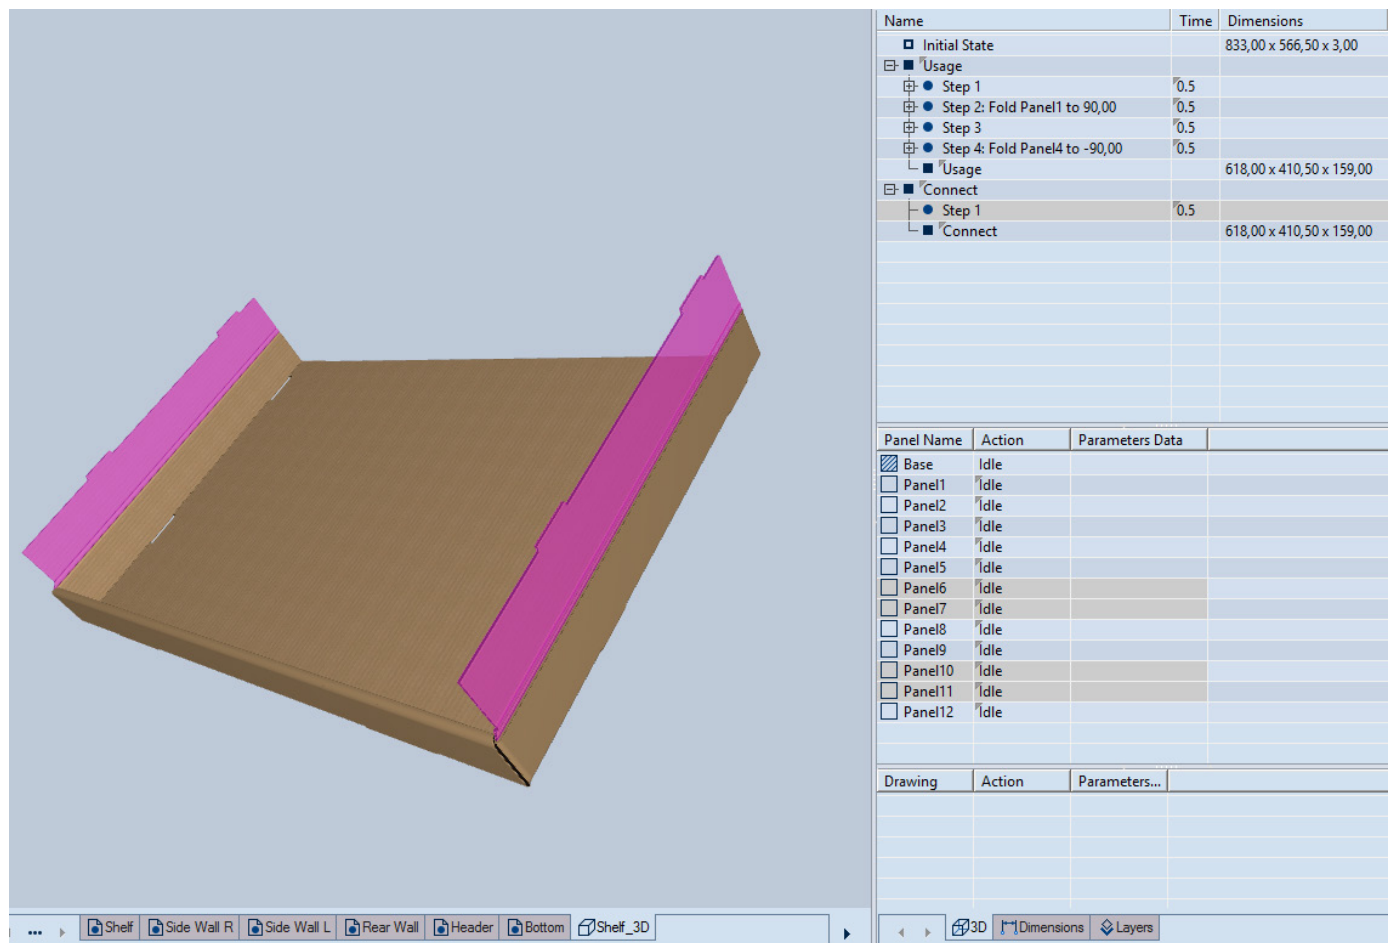 Name Time Dimensions
Initial State 833,00 x 566,50 x 3,00
Usage
Step 1 0.5
Step 2: Fold Panel1 to 90,00 0.5
Step 3 0.5
Step 4: Fold Panel4 to -90,00 0.5
Usage 618,00 x 410,50 x 159,00
Connect
Step 1 0.5
Connect 618,00 x 410,50 x 159,00
Panel Name Action Parameters Data
Base Idle
Panel1 Idle
Panel2 Idle
Panel3 Idle
Panel4 Idle
Panel5 Idle
Panel6 Idle
Panel7 Idle
Panel8 Idle
Panel9 Idle
Panel10 Idle
Panel11 Idle
Panel12 Idle
Drawing Action Parameters...
... Shelf Side Wall R Side Wall L Rear Wall Header Bottom Shelf_3D
3D Dimensions Layers